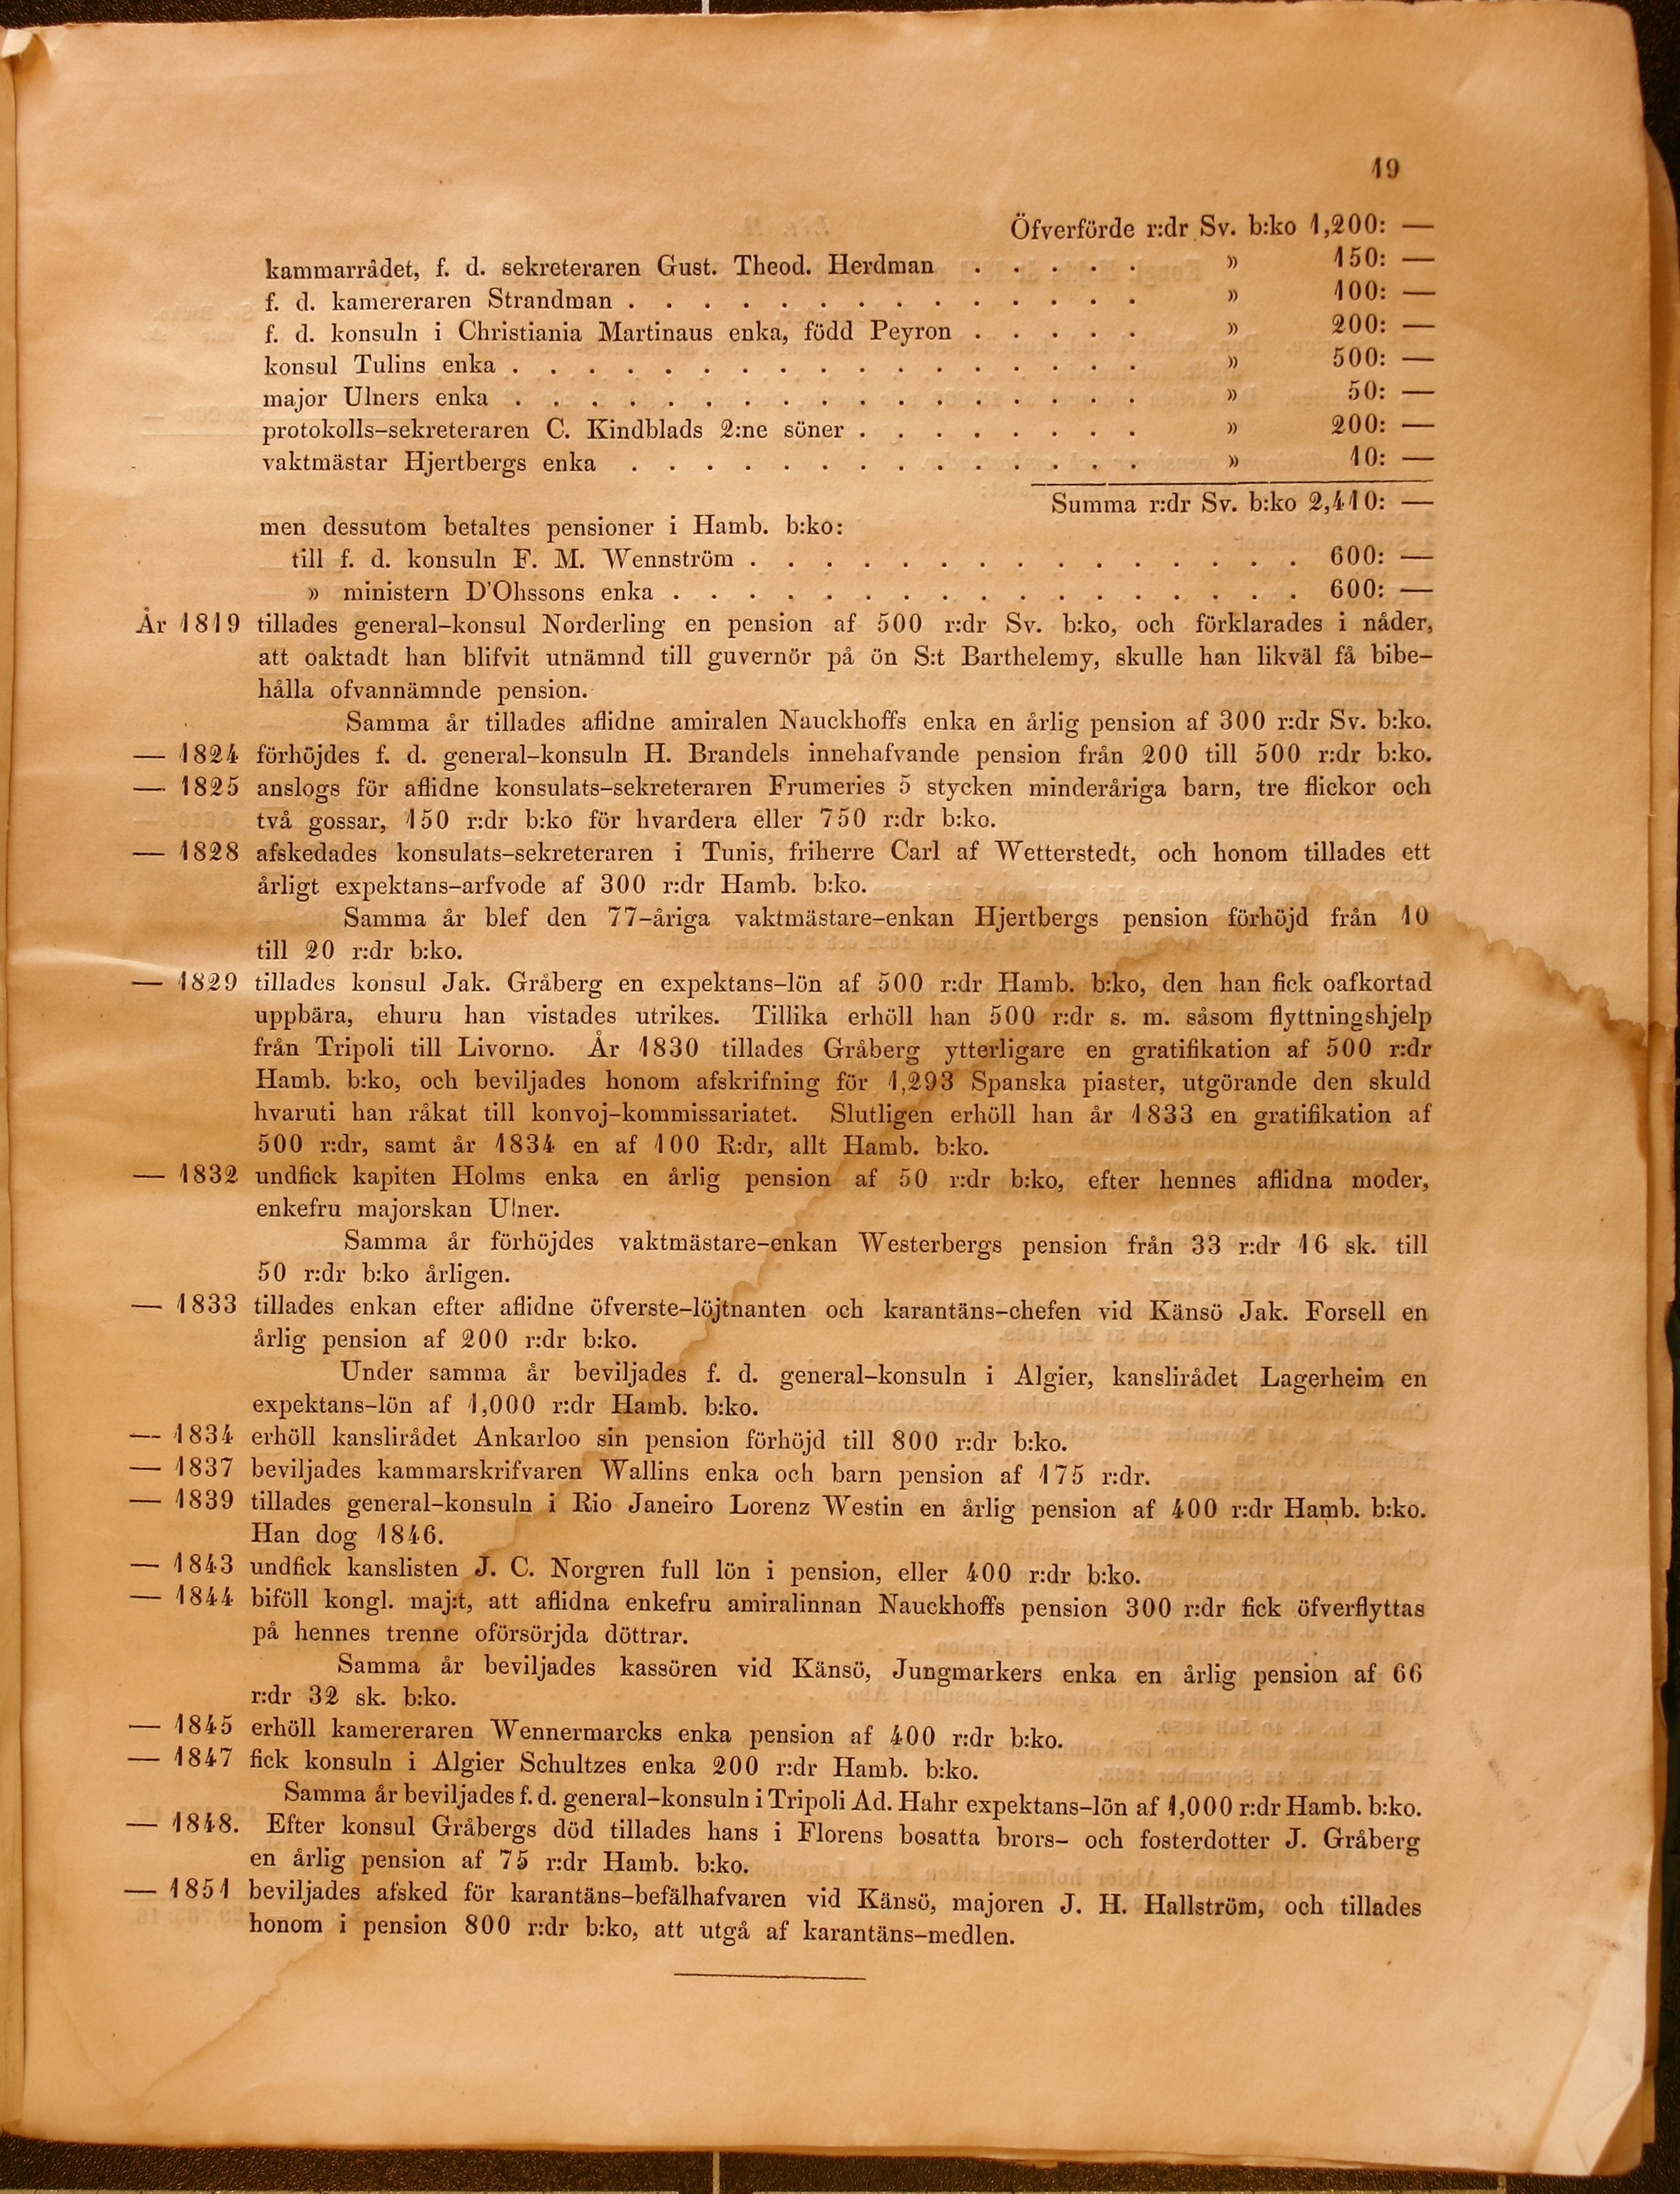 19
Öfverförde r:dr Sv. b:ko 1,200: —
kammarrådet, f. d. sekreteraren Gust. Theod. Herdman . . . . . » 150: —
f. d. kamereraren Strandman . . . . . . . . . . . . . . » 100: —
f. d. konsuln i Christiania Martinaus enka, född Peyron . . . . . » 200: —
konsul Tulins enka . . . . . . . . . . . . . . . . . » 500: —
major Ulners enka . . . . . . . . . . . . . . . . . » 50: —
protokolls-sekreteraren C. Kindblads 2:ne söner . . . . . . . . » 200: —
vaktmästar Hjertbergs enka . . . . . . . . . . . . . . » 10: —
Summa r:dr Sv. b:ko 2,410: —
men dessutom betaltes pensioner i Hamb. b:ko:
till f. d. konsuln F. M. Wennström . . . . . . . . . . . . . . . 600: —
» ministern D'Ohssons enka . . . . . . . . . . . . . . . . . 600: —
År 1819 tillades general-konsul Norderling en pension af 500 r:dr Sv. b:ko, och förklarades i nåder,
att oaktadt han blifvit utnämnd till guvernör på ön S:t Barthelemy, skulle han likväl få bibe-
hålla ofvannämnde pension.
Samma år tillades aflidne amiralen Nauckhoffs enka en årlig pension af 300 r:dr Sv. b:ko.
— 1824 förhöjdes f. d. general-konsuln H. Brandels innehafvande pension från 200 till 500 r:dr b:ko.
— 1825 anslogs för aflidne konsulats-sekreteraren Frumeries 5 stycken minderåriga barn, tre flickor och
två gossar, 150 r:dr b:ko för hvardera eller 750 r:dr b:ko.
— 1828 afskedades konsulats-sekreteraren i Tunis, friherre Carl af Wetterstedt, och honom tillades ett
årligt expektans-arfvode af 300 r:dr Hamb. b:ko.
Samma år blef den 77-åriga vaktmästare-enkan Hjertbergs pension förhöjd från 10
till 20 r:dr b:ko.
— 1829 tillades konsul Jak. Gråberg en expektans-lön af 500 r:dr Hamb. b:ko, den han fick oafkortad
uppbära, ehuru han vistades utrikes. Tillika erhöll han 500 r:dr s. m. såsom flyttningshjelp
från Tripoli till Livorno. År 1830 tillades Gråberg ytterligare en gratifikation af 500 r:dr
Hamb. b:ko, och beviljades honom afskrifning för 1,293 Spanska piaster, utgörande den skuld
hvaruti han råkat till konvoj-kommissariatet. Slutligen erhöll han år 1833 en gratifikation af
500 r:dr, samt år 1834 en af 100 R:dr, allt Hamb. b:ko.
— 1832 undfick kapiten Holms enka en årlig pension af 50 r:dr b:ko, efter hennes aflidna moder,
enkefru majorskan Ulner.
Samma år förhöjdes vaktmästare-enkan Westerbergs pension från 33 r:dr 16 sk. till
50 r:dr b:ko årligen.
— 1833 tillades enkan efter aflidne öfverste-löjtnanten och karantäns-chefen vid Känsö Jak. Forsell en
årlig pension af 200 r:dr b:ko.
Under samma år beviljades f. d. general-konsuln i Algier, kanslirådet Lagerheim en
expektans-lön af 1,000 r:dr Hamb. b:ko.
— 1834 erhöll kanslirådet Ankarloo sin pension förhöjd till 800 r:dr b:ko.
— 1837 beviljades kammarskrifvaren Wallins enka och barn pension af 175 r:dr.
— 1839 tillades general-konsuln i Rio Janeiro Lorenz Westin en årlig pension af 400 r:dr Hamb. b:ko.
Han dog 1846.
— 1843 undfick kanslisten J. C. Norgren full lön i pension, eller 400 r:dr b:ko.
— 1844 biföll kongl. maj:t, att aflidna enkefru amiralinnan Nauckhoffs pension 300 r:dr fick öfverflyttas
på hennes trenne oförsörjda döttrar.
Samma år beviljades kassören vid Känsö, Jungmarkers enka en årlig pension af 66
r:dr 32 sk. b:ko.
— 1845 erhöll kamereraren Wennermarcks enka pension af 400 r:dr b:ko.
— 1847 fick konsuln i Algier Schultzes enka 200 r:dr Hamb. b:ko.
Samma år beviljades f. d. general-konsuln i Tripoli Ad. Hahr expektans-lön af 1,000 r:dr Hamb. b:ko.
— 1848. Efter konsul Gråbergs död tillades hans i Florens bosatta brors- och fosterdotter J. Gråberg
en årlig pension af 75 r:dr Hamb. b:ko.
— 1851 beviljades afsked för karantäns-befälhafvaren vid Känsö, majoren J. H. Hallström, och tillades
honom i pension 800 r:dr b:ko, att utgå af karantäns-medlen.